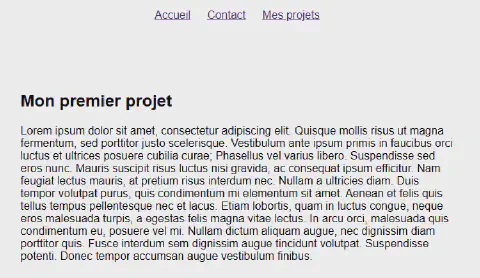 Accueil Contact Mes projets
Mon premier projet
Lorem ipsum dolor sit amet, consectetur adipiscing elit. Quisque mollis risus ut magna
fermentum, sed porttitor justo scelerisque. Vestibulum ante ipsum primis in faucibus orci
luctus et ultrices posuere cubilia curae; Phasellus vel varius libero. Suspendisse sed
eros nunc. Mauris suscipit risus luctus nisi gravida, ac consequat ipsum efficitur. Nam
feugiat lectus mauris, at pretium risus interdum nec. Nullam a ultricies diam. Duis
tempor volutpat purus, quis condimentum mi elementum sit amet. Aenean et felis quis
tellus tempus pellentesque nec et lacus. Etiam lobortis, quam in luctus congue, neque
eros malesuada turpis, a egestas felis magna vitae lectus. In arcu orci, malesuada quis
condimentum eu, posuere vel mi. Nullam dictum aliquam augue, nec dignissim diam
porttitor quis. Fusce interdum sem dignissim augue tincidunt volutpat. Suspendisse
potenti. Donec tempor accumsan augue vestibulum finibus.